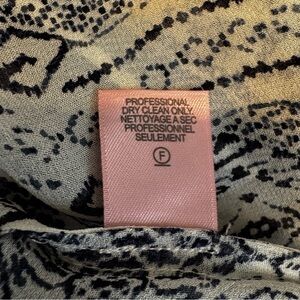 PROFESSIONAL
DRY CLEAN ONLY
NETTOYAGE A SEC
PROFESSIONNEL
SEULEMENT
F